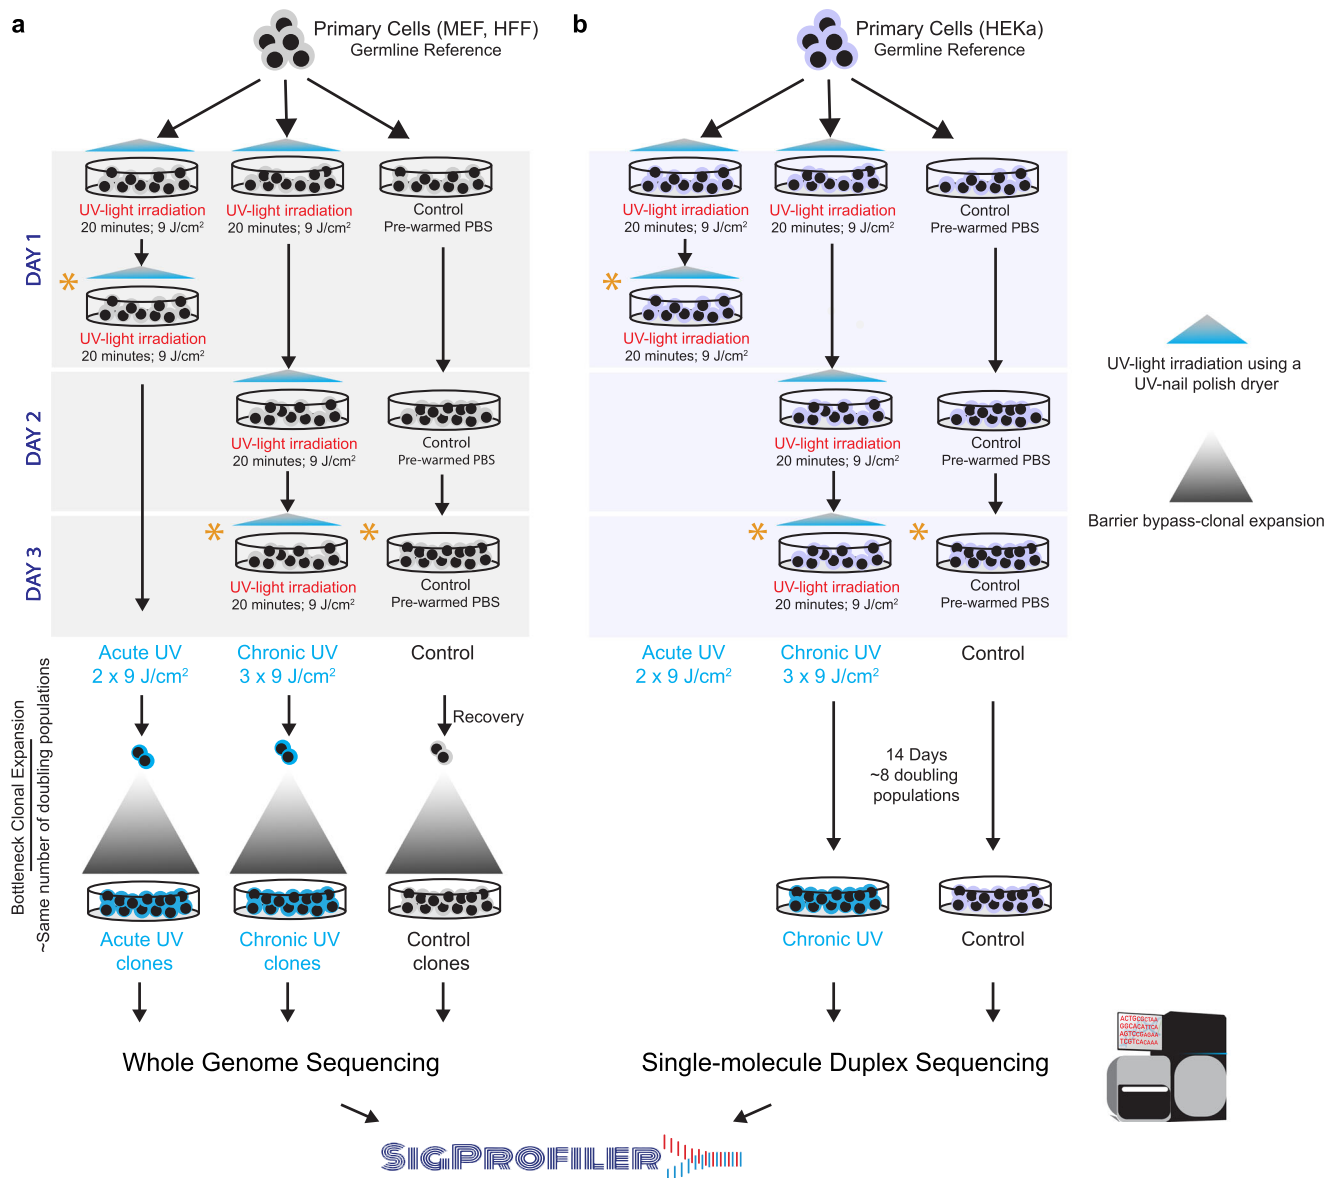 a
Primary Cells (MEF, HFF)
Germline Reference
DAY 1
UV-light irradiation
20 minutes; 9 J/cm²
UV-light irradiation
20 minutes; 9 J/cm²
Control
Pre-warmed PBS
*
UV-light irradiation
20 minutes; 9 J/cm²
DAY 2
UV-light irradiation
20 minutes; 9 J/cm²
Control
Pre-warmed PBS
DAY 3
*
UV-light irradiation
20 minutes; 9 J/cm²
*
Control
Pre-warmed PBS
Acute UV
2 x 9 J/cm²
Chronic UV
3 x 9 J/cm²
Control
Recovery
Bottleneck Clonal Expansion
~Same number of doubling populations
Acute UV
clones
Chronic UV
clones
Control
clones
Whole Genome Sequencing
b
Primary Cells (HEKa)
Germline Reference
UV-light irradiation
20 minutes; 9 J/cm²
UV-light irradiation
20 minutes; 9 J/cm²
Control
Pre-warmed PBS
*
UV-light irradiation
20 minutes; 9 J/cm²
UV-light irradiation
20 minutes; 9 J/cm²
Control
Pre-warmed PBS
*
UV-light irradiation
20 minutes; 9 J/cm²
*
Control
Pre-warmed PBS
Acute UV
2 x 9 J/cm²
Chronic UV
3 x 9 J/cm²
Control
14 Days
~8 doubling
populations
Chronic UV
Control
Single-molecule Duplex Sequencing
UV-light irradiation using a
UV-nail polish dryer
Barrier bypass-clonal expansion
ACTGCGCTAA
GGCACATTCA
AGTCCGAGAA
TCGTCACAAA
SIGPROFILER